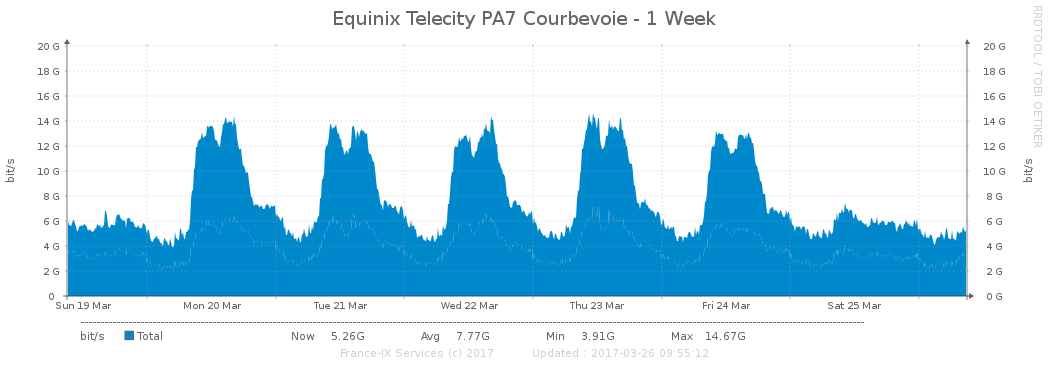 Equinix Telecity PA7 Courbevoie - 1 Week
RRDTOOL / TOBI OETIKER
bit/s
20 G 20 G
18 G 18 G
16 G 16 G
14 G 14 G
12 G 12 G
10 G 10 G
8 G 8 G
6 G 6 G
4 G 4 G
2 G 2 G
0 0 G
bit/s
Sun 19 Mar Mon 20 Mar Tue 21 Mar Wed 22 Mar Thu 23 Mar Fri 24 Mar Sat 25 Mar
bit/s Total Now 5.26G Avg 7.77G Min 3.91G Max 14.67G
France-IX Services (c) 2017 Updated : 2017-03-26 09:55:12